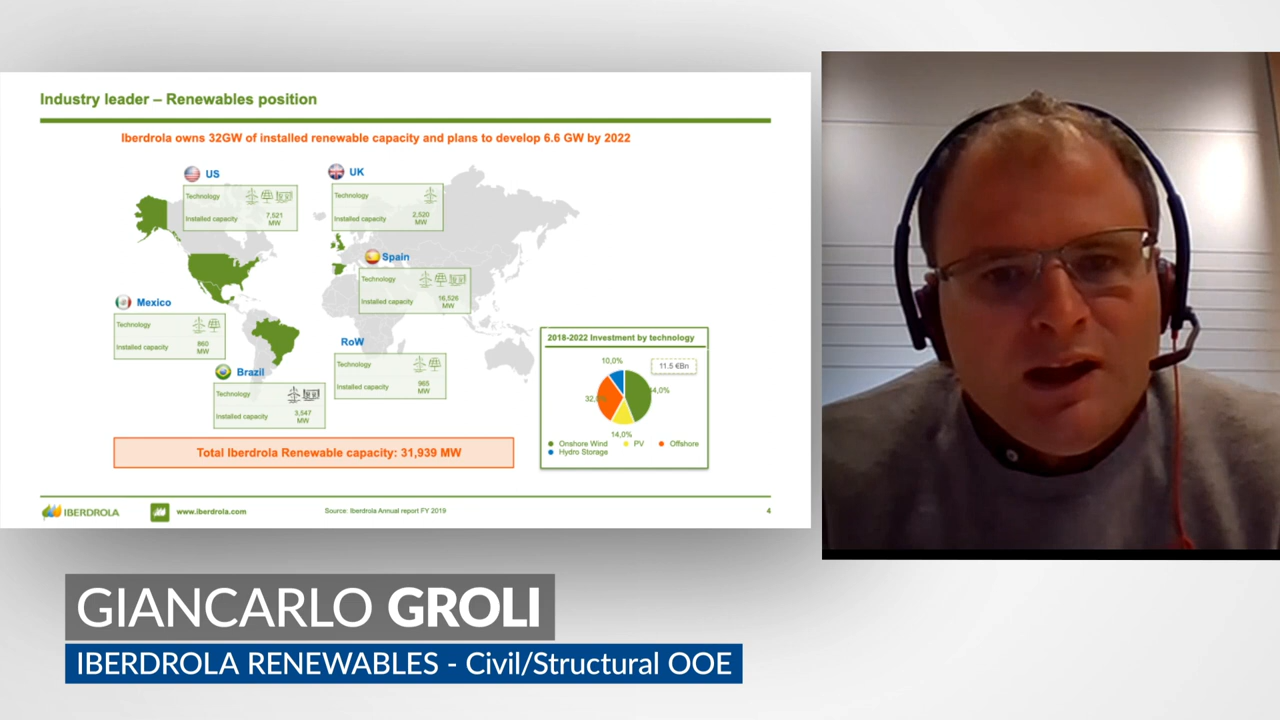 Industry leader – Renewables position
Iberdrola owns 32GW of installed renewable capacity and plans to develop 6.6 GW by 2022
US
Technology
Installed capacity 7,521 MW
UK
Technology
Installed capacity 2,520 MW
Spain
Technology
Installed capacity 16,526 MW
Mexico
Technology
Installed capacity 860 MW
RoW
Technology
Installed capacity 965 MW
Brazil
Technology
Installed capacity 3,547 MW
2018-2022 Investment by technology
11.5 €Bn
10,0%
14,0%
Onshore Wind PV Offshore
Hydro Storage
Total Iberdrola Renewable capacity: 31,939 MW
IBERDROLA
www.iberdrola.com
Source: Iberdrola Annual report FY 2019
4
GIANCARLO GROLI
IBERDROLA RENEWABLES - Civil/Structural OOE